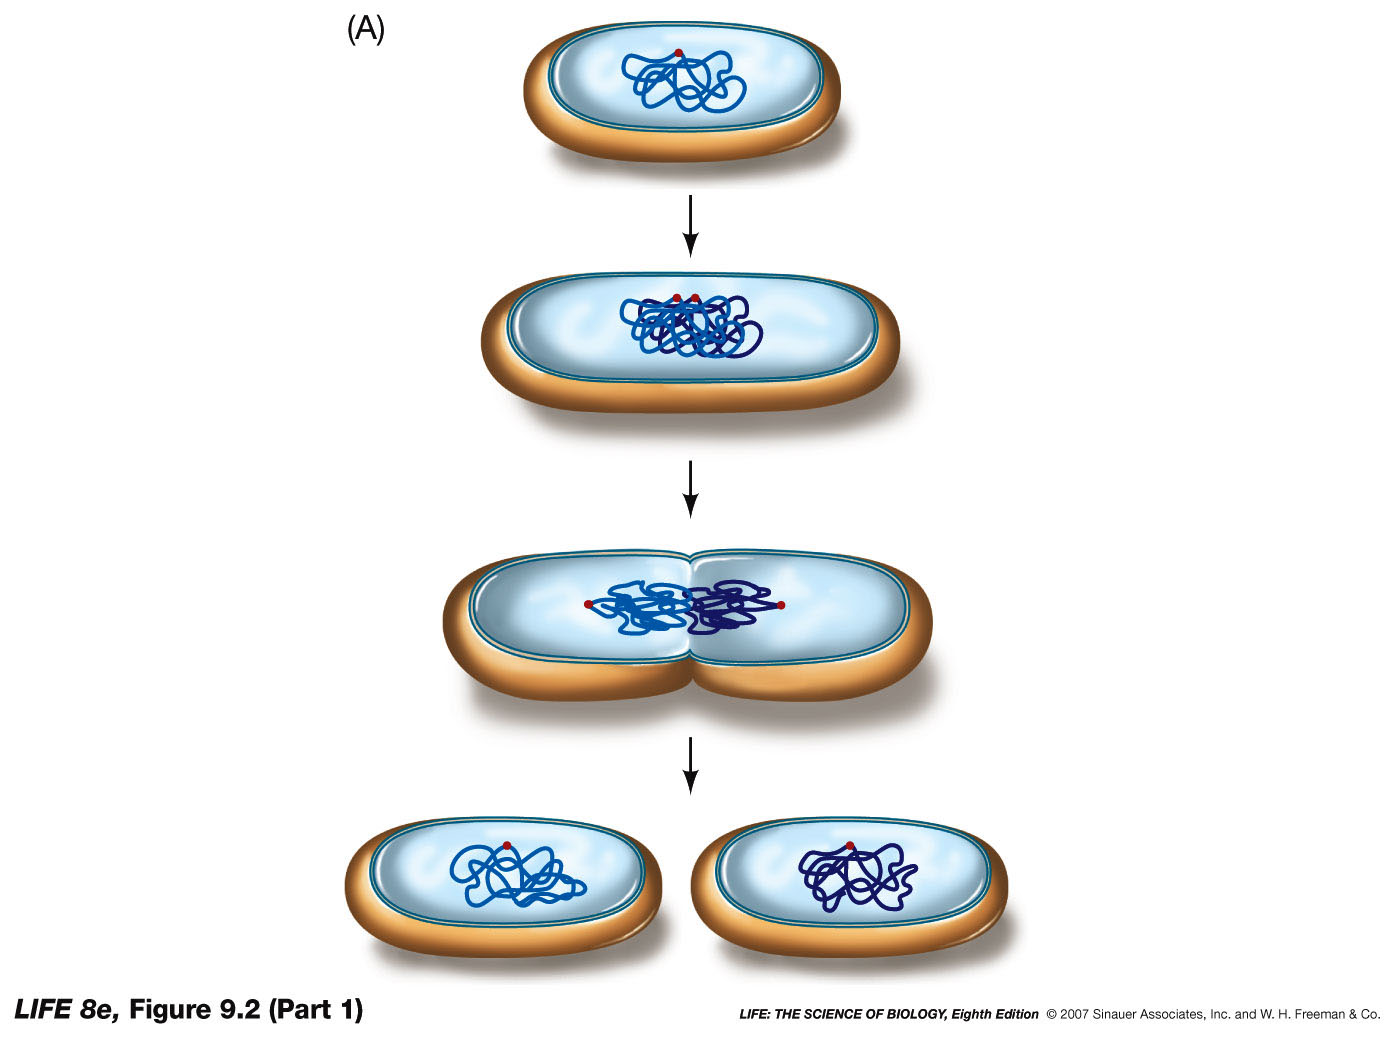 (A)
LIFE 8e, Figure 9.2 (Part 1)
LIFE: THE SCIENCE OF BIOLOGY, Eighth Edition © 2007 Sinauer Associates, Inc. and W. H. Freeman & Co.